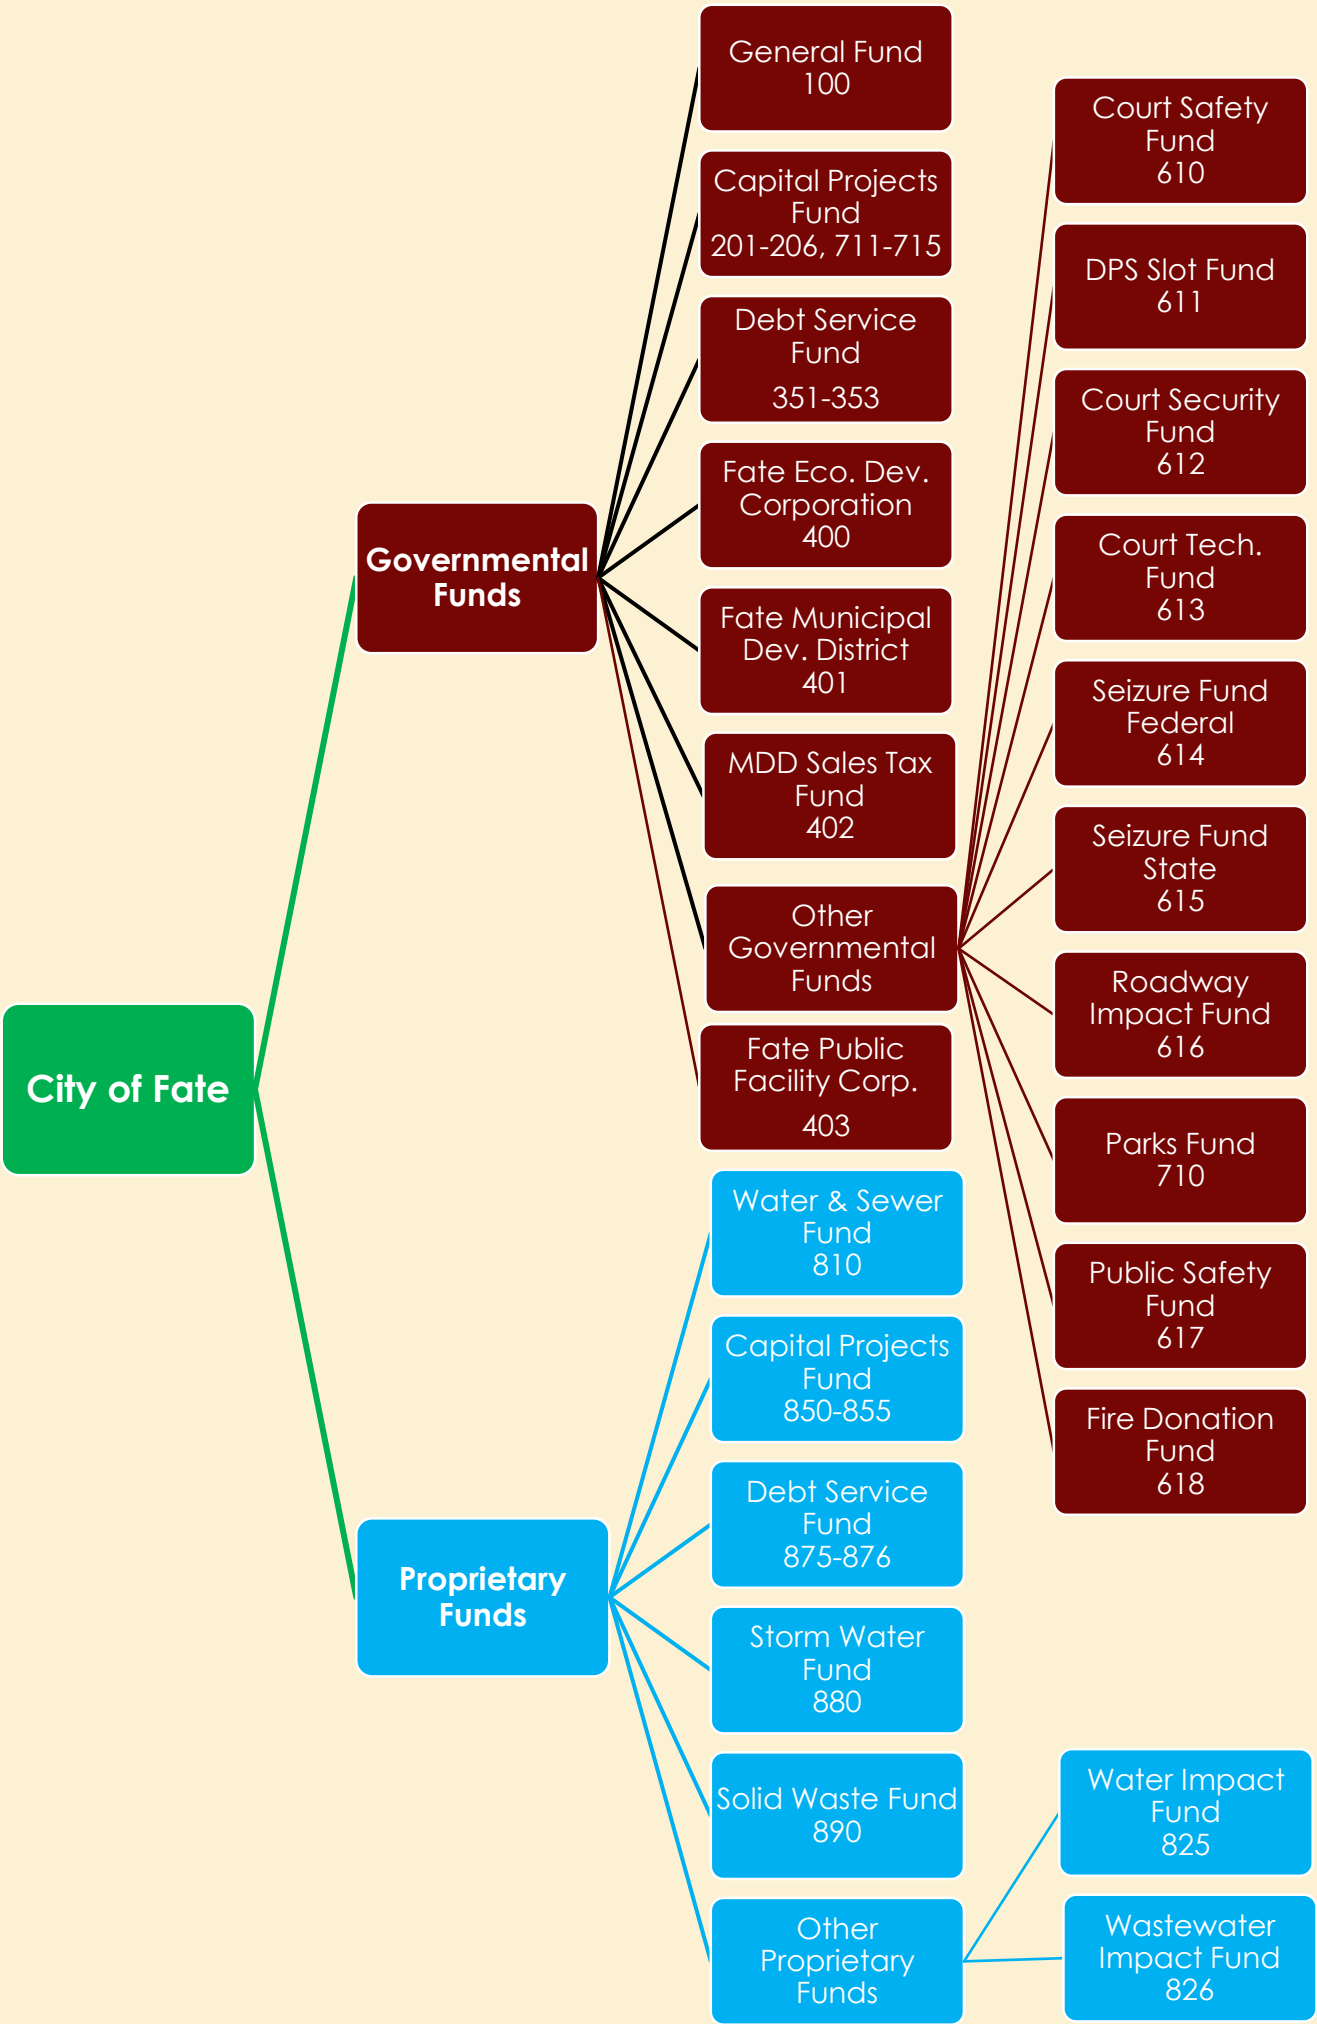 City of Fate
Governmental
Funds
General Fund
100
Capital Projects
Fund
201-206, 711-715
Debt Service
Fund
351-353
Fate Eco. Dev.
Corporation
400
Fate Municipal
Dev. District
401
MDD Sales Tax
Fund
402
Other
Governmental
Funds
Court Safety
Fund
610
DPS Slot Fund
611
Court Security
Fund
612
Court Tech.
Fund
613
Seizure Fund
Federal
614
Seizure Fund
State
615
Roadway
Impact Fund
616
Parks Fund
710
Public Safety
Fund
617
Fire Donation
Fund
618
Fate Public
Facility Corp.
403
Proprietary
Funds
Water & Sewer
Fund
810
Capital Projects
Fund
850-855
Debt Service
Fund
875-876
Storm Water
Fund
880
Solid Waste Fund
890
Other
Proprietary
Funds
Water Impact
Fund
825
Wastewater
Impact Fund
826